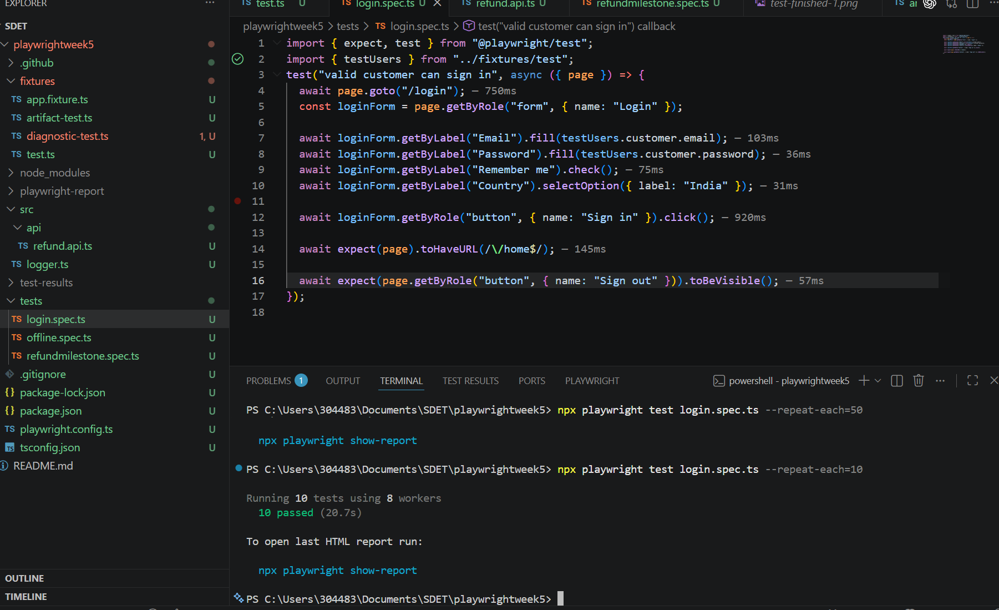 EXPLORER
SDET
playwrightweek5
.github
fixtures
TS app.fixture.ts U
TS artifact-test.ts U
TS diagnostic-test.ts 1, U
TS test.ts U
node_modules
playwright-report
src
api
TS refund.api.ts U
TS logger.ts U
test-results
tests
TS login.spec.ts U
TS offline.spec.ts U
TS refundmilestone.spec.ts U
.gitignore U
{} package-lock.json U
{} package.json U
TS playwright.config.ts U
TS tsconfig.json U
README.md
OUTLINE
TIMELINE
TS test.ts U
TS login.spec.ts U
TS refund.api.ts U
TS refundmilestone.spec.ts U
test-finished-1.png
TS
playwrightweek5 > tests > TS login.spec.ts > test("valid customer can sign in") callback
1 import { expect, test } from "@playwright/test";
2 import { testUsers } from "../fixtures/test";
3 test("valid customer can sign in", async ({ page }) => {
4 await page.goto("/login"); — 750ms
5 const loginForm = page.getByRole("form", { name: "Login" });
6
7 await loginForm.getByLabel("Email").fill(testUsers.customer.email); — 103ms
8 await loginForm.getByLabel("Password").fill(testUsers.customer.password); — 36ms
9 await loginForm.getByLabel("Remember me").check(); — 75ms
10 await loginForm.getByLabel("Country").selectOption({ label: "India" }); — 31ms
11
12 await loginForm.getByRole("button", { name: "Sign in" }).click(); — 920ms
13
14 await expect(page).toHaveURL(/\/home$/); — 145ms
15
16 await expect(page.getByRole("button", { name: "Sign out" })).toBeVisible(); — 57ms
17 });
18
PROBLEMS 1 OUTPUT TERMINAL TEST RESULTS PORTS PLAYWRIGHT
powershell - playwrightweek5
PS C:\Users\304483\Documents\SDET\playwrightweek5> npx playwright test login.spec.ts --repeat-each=50
npx playwright show-report
PS C:\Users\304483\Documents\SDET\playwrightweek5> npx playwright test login.spec.ts --repeat-each=10
Running 10 tests using 8 workers
10 passed (20.7s)
To open last HTML report run:
npx playwright show-report
PS C:\Users\304483\Documents\SDET\playwrightweek5>